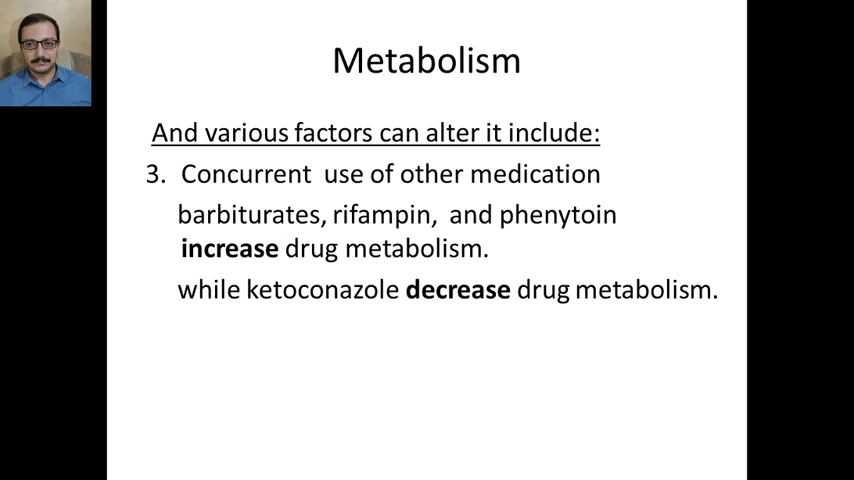 Metabolism
And various factors can alter it include:
3. Concurrent use of other medication
barbiturates, rifampin, and phenytoin
increase drug metabolism.
while ketoconazole decrease drug metabolism.